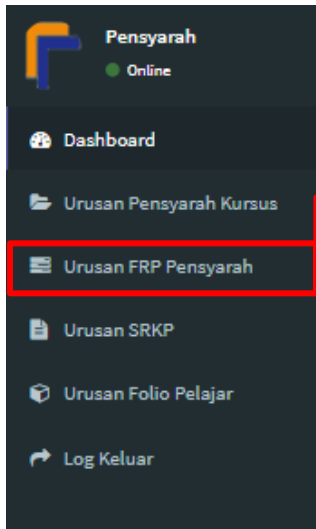 Pensyarah
Online
Dashboard
Urusan Pensyarah Kursus
Urusan FRP Pensyarah
Urusan SRKP
Urusan Folio Pelajar
Log Keluar